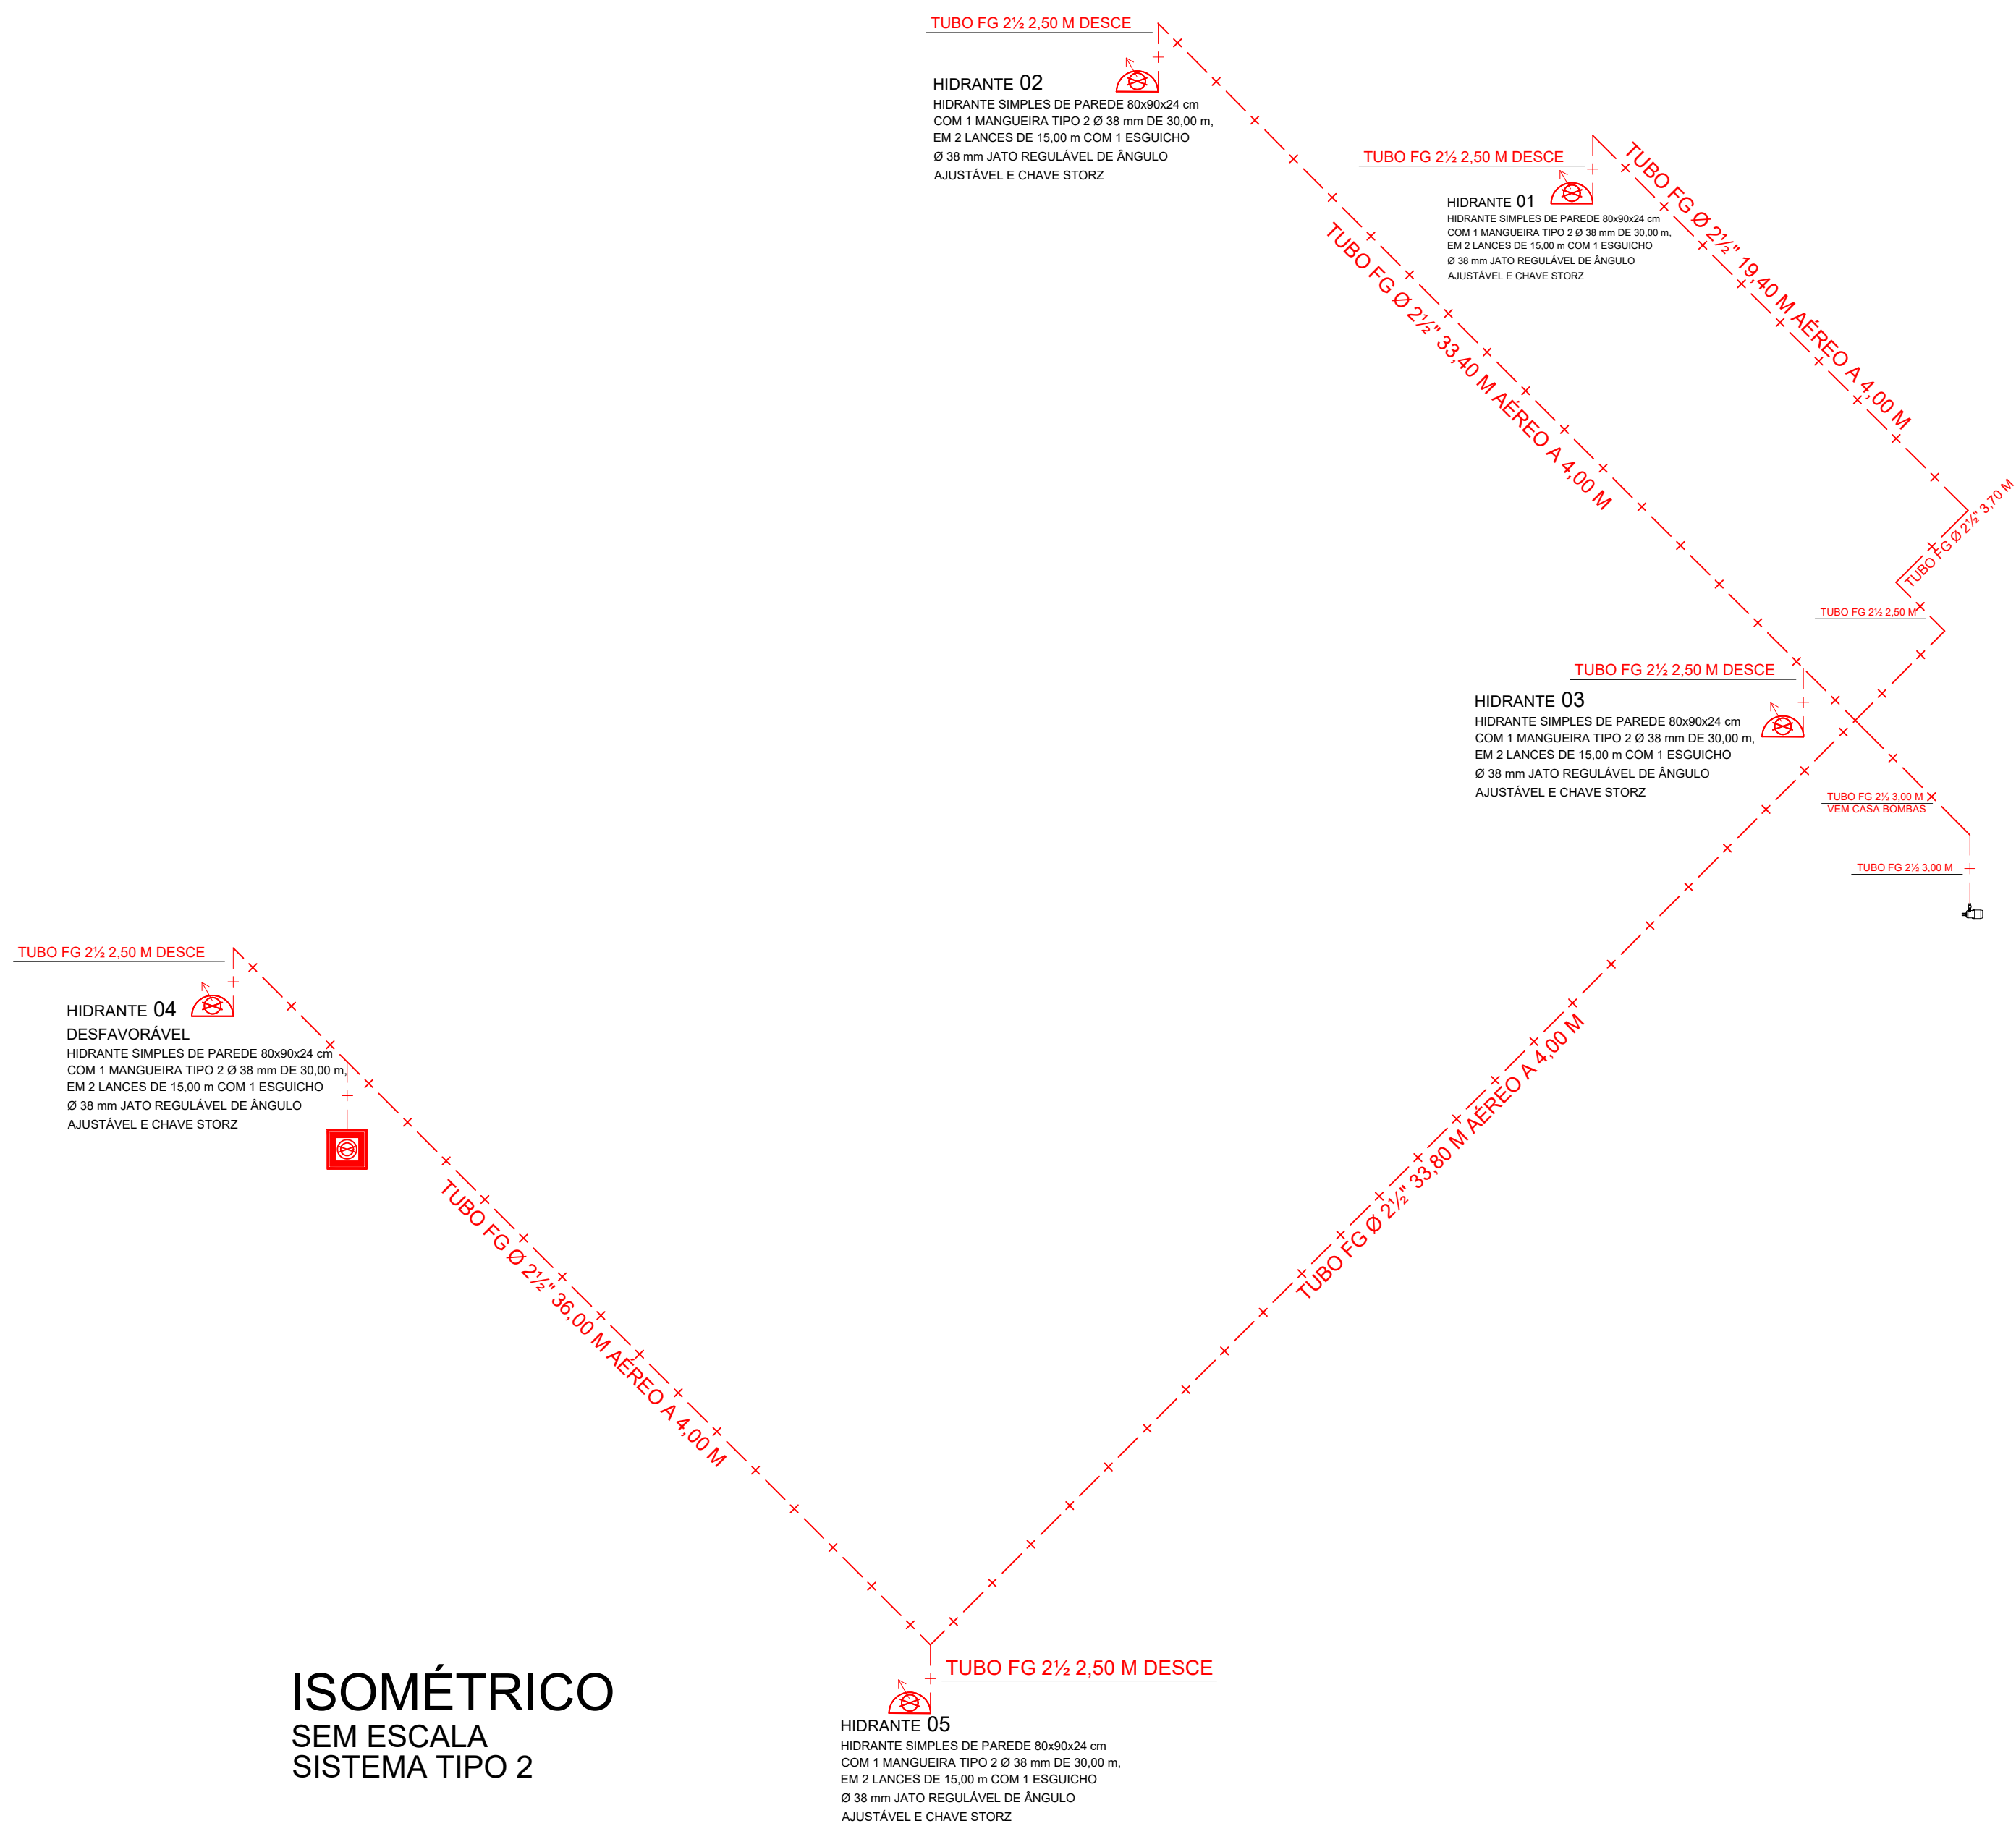 TUBO FG 2½ 2,50 M DESCE
HIDRANTE 02
HIDRANTE SIMPLES DE PAREDE 80x90x24 cm
COM 1 MANGUEIRA TIPO 2 Ø 38 mm DE 30,00 m,
EM 2 LANCES DE 15,00 m COM 1 ESGUICHO
Ø 38 mm JATO REGULÁVEL DE ÂNGULO
AJUSTÁVEL E CHAVE STORZ
TUBO FG 2½ 2,50 M DESCE
HIDRANTE 01
HIDRANTE SIMPLES DE PAREDE 80x90x24 cm
COM 1 MANGUEIRA TIPO 2 Ø 38 mm DE 30,00 m,
EM 2 LANCES DE 15,00 m COM 1 ESGUICHO
Ø 38 mm JATO REGULÁVEL DE ÂNGULO
AJUSTÁVEL E CHAVE STORZ
TUBO FG Ø 2½" 19,40 M AÉREO A 4,00 M
TUBO FG Ø 2½" 33,40 M AÉREO A 4,00 M
TUBO FG Ø 2½" 3,70 M
TUBO FG 2½ 2,50 M
TUBO FG 2½ 2,50 M DESCE
HIDRANTE 03
HIDRANTE SIMPLES DE PAREDE 80x90x24 cm
COM 1 MANGUEIRA TIPO 2 Ø 38 mm DE 30,00 m,
EM 2 LANCES DE 15,00 m COM 1 ESGUICHO
Ø 38 mm JATO REGULÁVEL DE ÂNGULO
AJUSTÁVEL E CHAVE STORZ
TUBO FG 2½ 3,00 M
VEM CASA BOMBAS
TUBO FG 2½ 3,00 M
TUBO FG 2½ 2,50 M DESCE
HIDRANTE 04
DESFAVORÁVEL
HIDRANTE SIMPLES DE PAREDE 80x90x24 cm
COM 1 MANGUEIRA TIPO 2 Ø 38 mm DE 30,00 m,
EM 2 LANCES DE 15,00 m COM 1 ESGUICHO
Ø 38 mm JATO REGULÁVEL DE ÂNGULO
AJUSTÁVEL E CHAVE STORZ
TUBO FG Ø 2½" 36,00 M AÉREO A 4,00 M
TUBO FG Ø 2½" 33,80 M AÉREO A 4,00 M
TUBO FG 2½ 2,50 M DESCE
HIDRANTE 05
HIDRANTE SIMPLES DE PAREDE 80x90x24 cm
COM 1 MANGUEIRA TIPO 2 Ø 38 mm DE 30,00 m,
EM 2 LANCES DE 15,00 m COM 1 ESGUICHO
Ø 38 mm JATO REGULÁVEL DE ÂNGULO
AJUSTÁVEL E CHAVE STORZ
ISOMÉTRICO
SEM ESCALA
SISTEMA TIPO 2